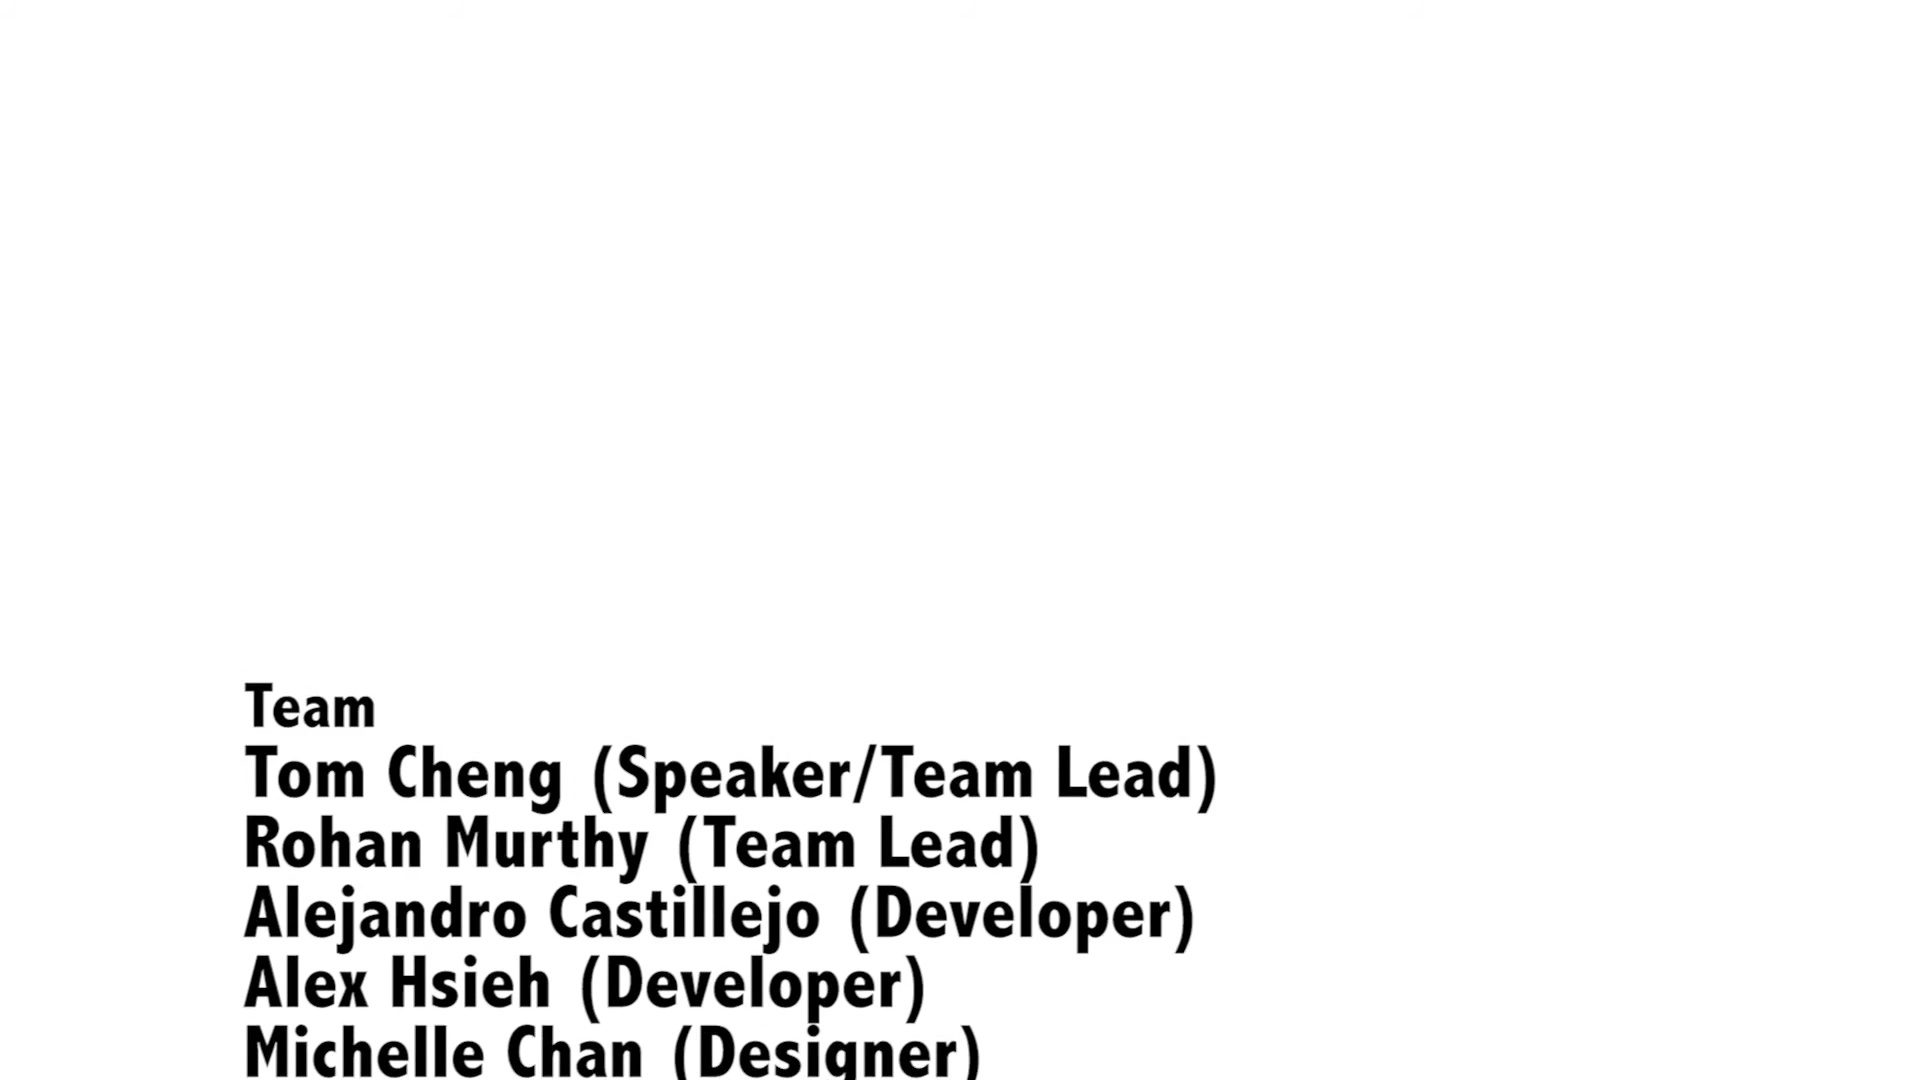 Team
Tom Cheng (Speaker/Team Lead)
Rohan Murthy (Team Lead)
Alejandro Castillejo (Developer)
Alex Hsieh (Developer)
Michelle Chan (Designer)